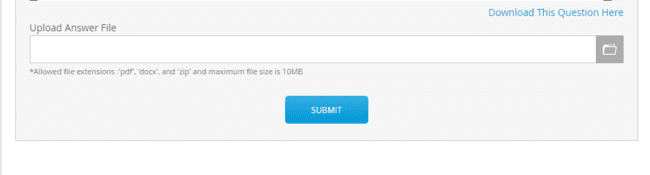 Download This Question Here
Upload Answer File
*Allowed file extensions :'pdf', 'docx', and 'zip' and maximum file size is 10MB
SUBMIT